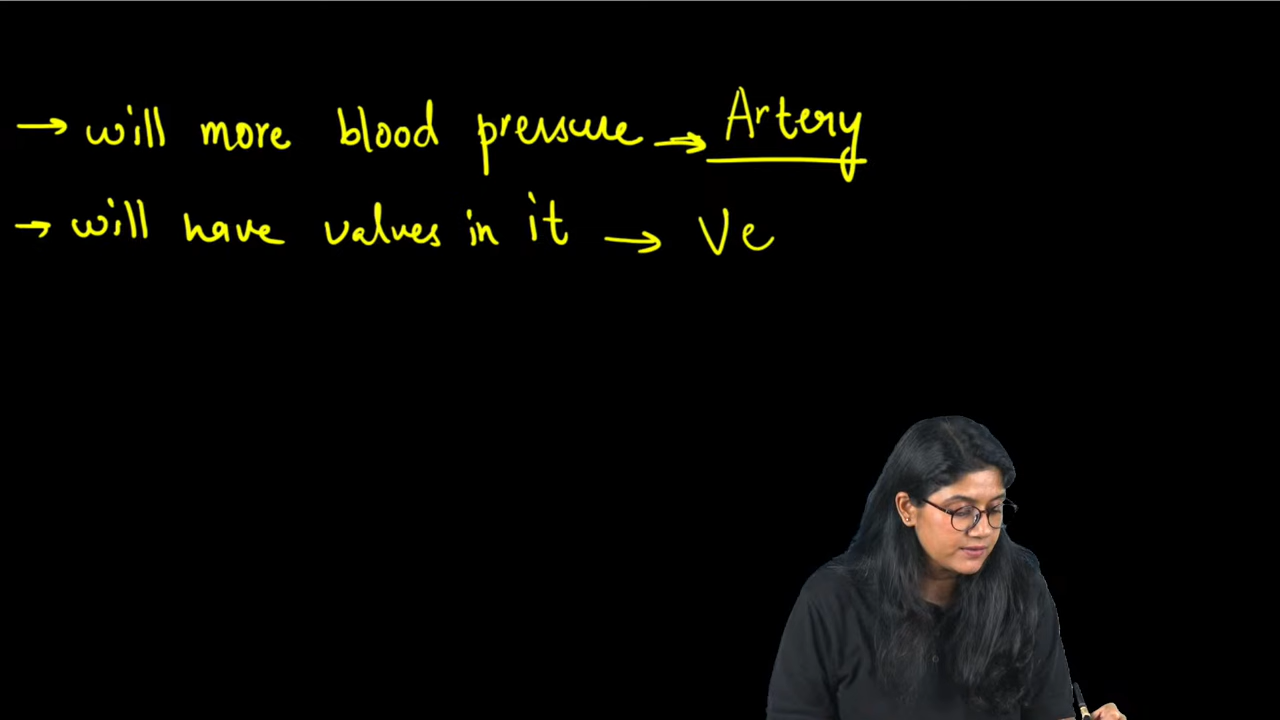 → will more blood pressure → Artery
→ will have values in it → Ve